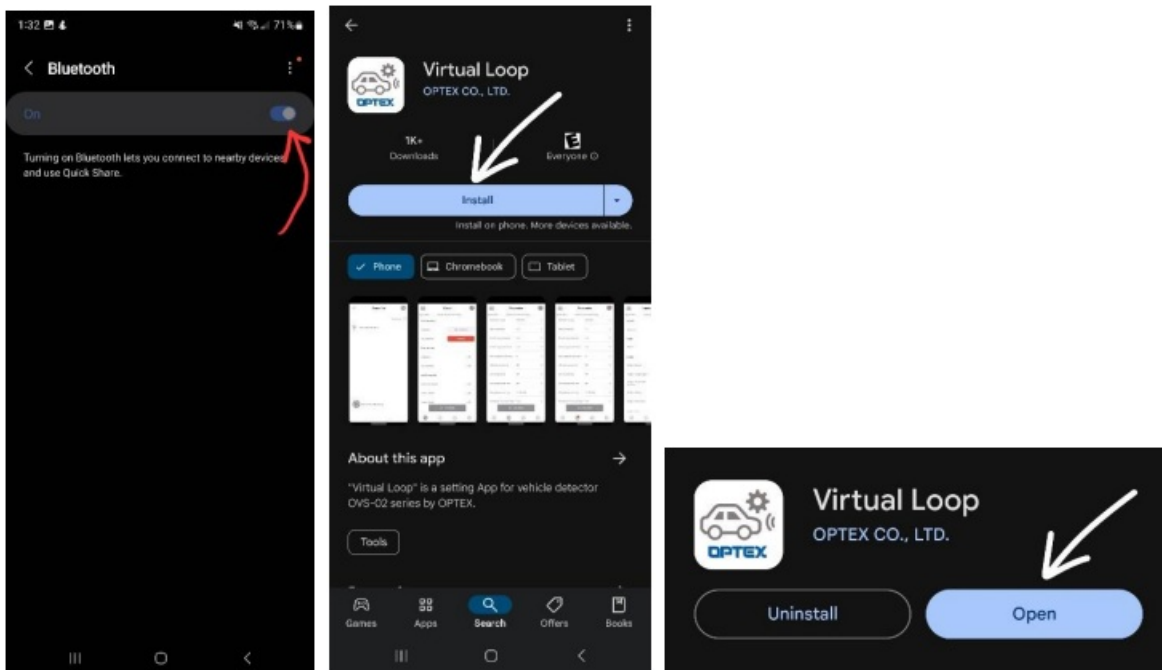 1:32
71%
Bluetooth
On
Turning on Bluetooth lets you connect to nearby devices
and use Quick Share.
Virtual Loop
OPTEX CO., LTD.
OPTEX
1K+
Downloads
E
Everyone
Install
Install on phone. More devices available.
Phone
Chromebook
Tablet
About this app
"Virtual Loop" is a setting App for vehicle detector
OVS-02 series by OPTEX.
Tools
Games
Apps
Search
Offers
Books
Virtual Loop
OPTEX CO., LTD.
OPTEX
Uninstall
Open